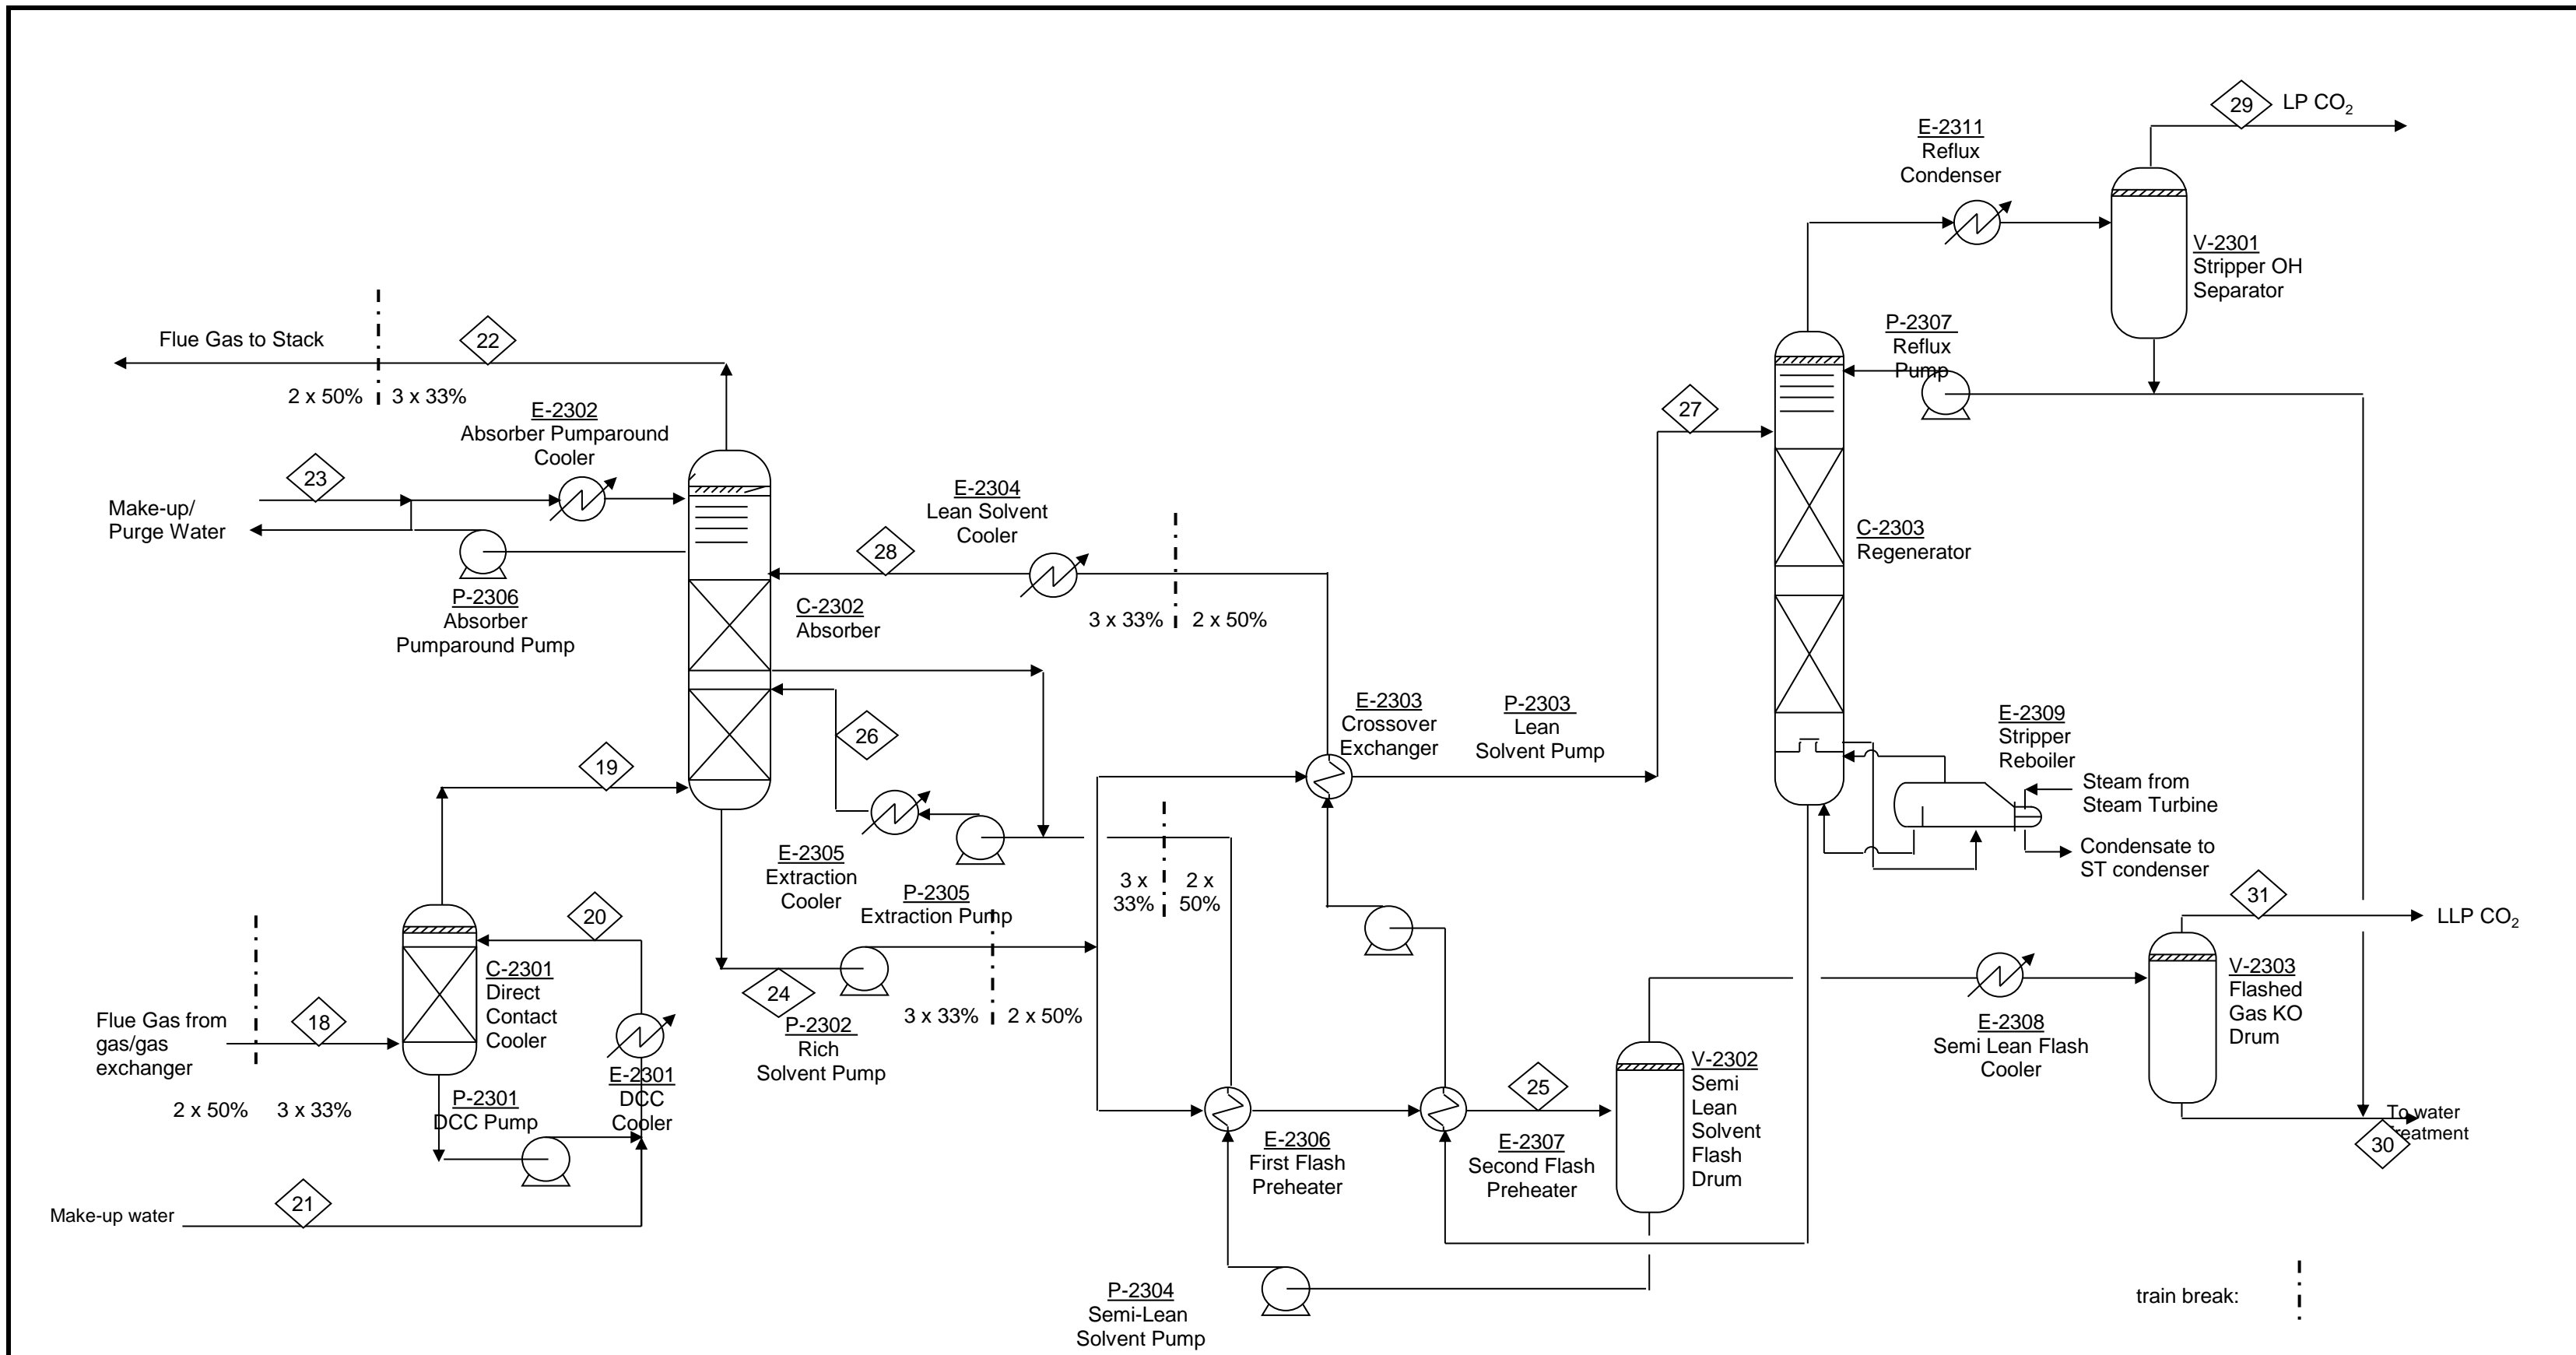 29
LP CO2
E-2311
Reflux
Condenser
V-2301
Stripper OH
Separator
Flue Gas to Stack
22
2 x 50%
3 x 33%
P-2307
Reflux
Pump
E-2302
Absorber Pumparound
Cooler
27
23
Make-up/
Purge Water
E-2304
Lean Solvent
Cooler
28
C-2303
Regenerator
P-2306
Absorber
Pumparound Pump
C-2302
Absorber
3 x 33%
2 x 50%
E-2303
Crossover
Exchanger
P-2303
Lean
Solvent Pump
E-2309
Stripper
Reboiler
26
19
Steam from
Steam Turbine
Condensate to
ST condenser
E-2305
Extraction
Cooler
P-2305
Extraction Pump
3 x
33%
2 x
50%
31
LLP CO2
20
C-2301
Direct
Contact
Cooler
24
P-2302
Rich
Solvent Pump
3 x 33%
2 x 50%
V-2303
Flashed
Gas KO
Drum
18
Flue Gas from
gas/gas
exchanger
E-2308
Semi Lean Flash
Cooler
V-2302
Semi
Lean
Solvent
Flash
Drum
25
E-2301
DCC
Cooler
2 x 50%
3 x 33%
P-2301
DCC Pump
To water
treatment
30
E-2306
First Flash
Preheater
E-2307
Second Flash
Preheater
21
Make-up water
P-2304
Semi-Lean
Solvent Pump
train break: